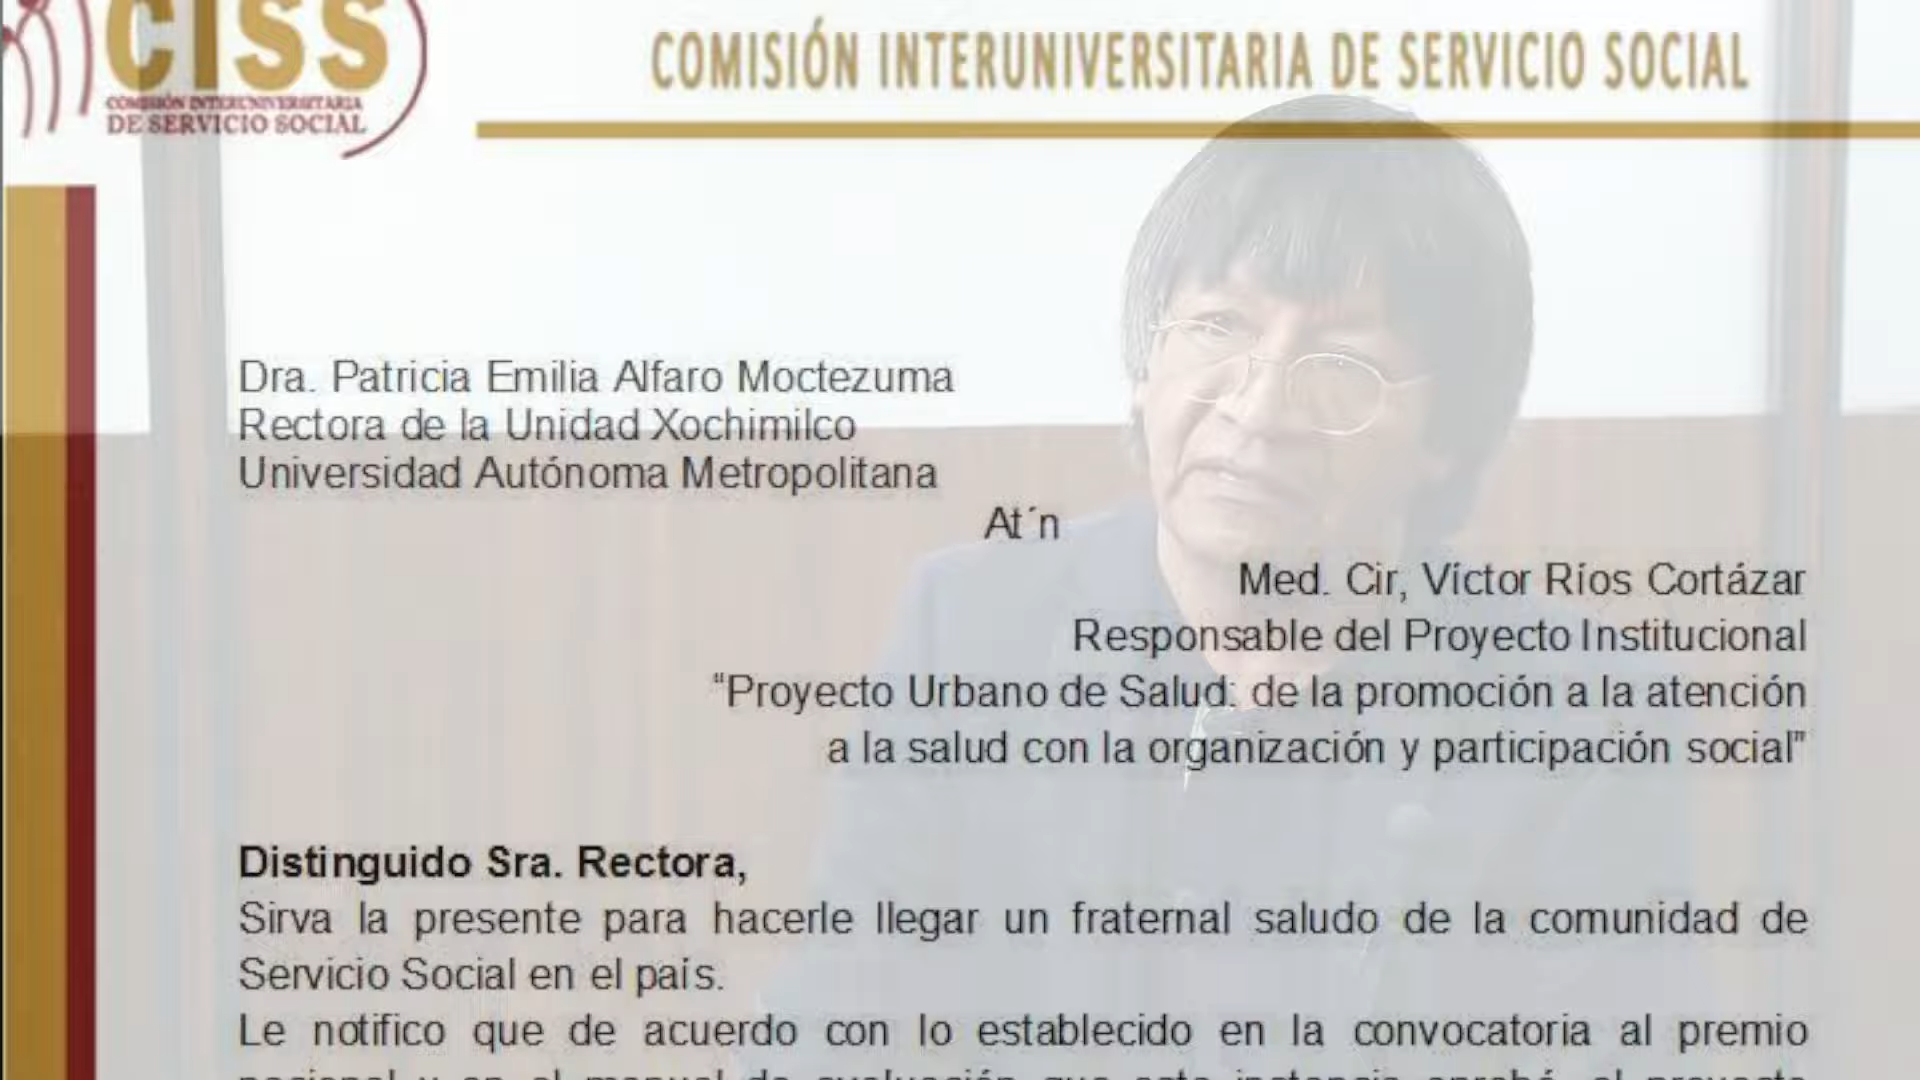 CISS
COMISIÓN INTERUNIVERSITARIA
DE SERVICIO SOCIAL
COMISIÓN INTERUNIVERSITARIA DE SERVICIO SOCIAL
Dra. Patricia Emilia Alfaro Moctezuma
Rectora de la Unidad Xochimilco
Universidad Autónoma Metropolitana
At´n
Med. Cir, Víctor Ríos Cortázar
Responsable del Proyecto Institucional
“Proyecto Urbano de Salud: de la promoción a la atención
a la salud con la organización y participación social”
Distinguido Sra. Rectora,
Sirva la presente para hacerle llegar un fraternal saludo de la comunidad de
Servicio Social en el país.
Le notifico que de acuerdo con lo establecido en la convocatoria al premio